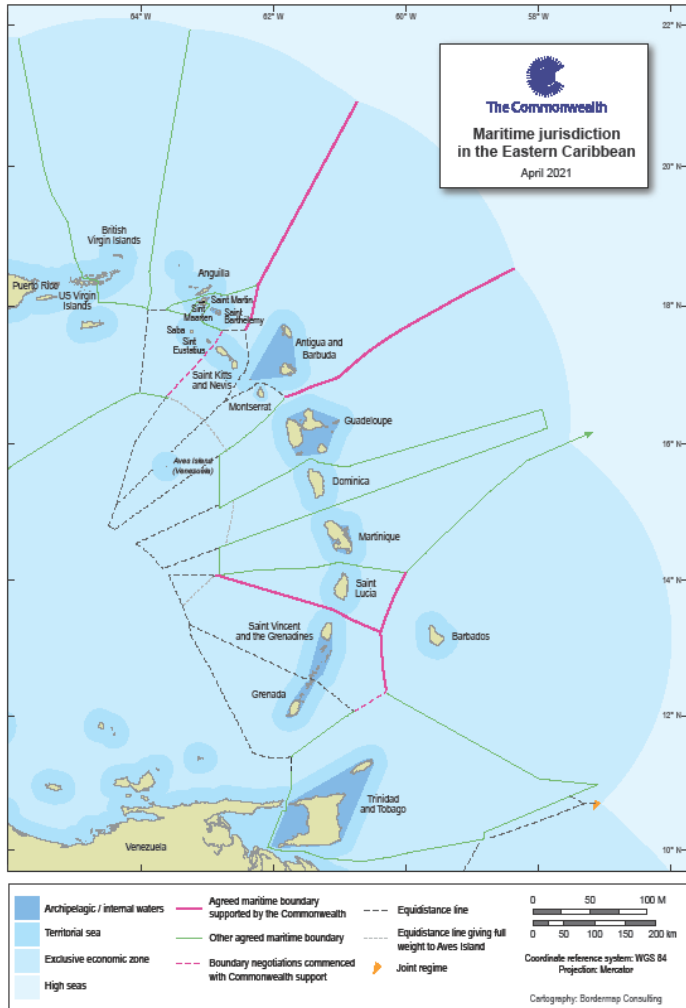 64° W
62° W
60° W
58° W
22° N
The Commonwealth
Maritime jurisdiction
in the Eastern Caribbean
April 2021
20° N
British
Virgin Islands
Anguilla
Puerto Rico
US Virgin
Islands
Saint Martin
Sint
Maarten
Saint
Barthelemy
18° N
Saba
Sint
Eustatius
Antigua and
Barbuda
Saint Kitts
and Nevis
Montserrat
Guadeloupe
16° N
Aves Island
(Venezuela)
Dominica
Martinique
14° N
Saint
Lucia
Saint Vincent
and the Grenadines
Barbados
Grenada
12° N
Trinidad
and Tobago
Venezuela
10° N
Archipelagic / internal waters
Territorial sea
Exclusive economic zone
High seas
Agreed maritime boundary
supported by the Commonwealth
Other agreed maritime boundary
Boundary negotiations commenced
with Commonwealth support
Equidistance line
Equidistance line giving full
weight to Aves Island
Joint regime
0 50 100 M
0 50 100 150 200 km
Coordinate reference system: WGS 84
Projection: Mercator
Cartography: Bordermap Consulting